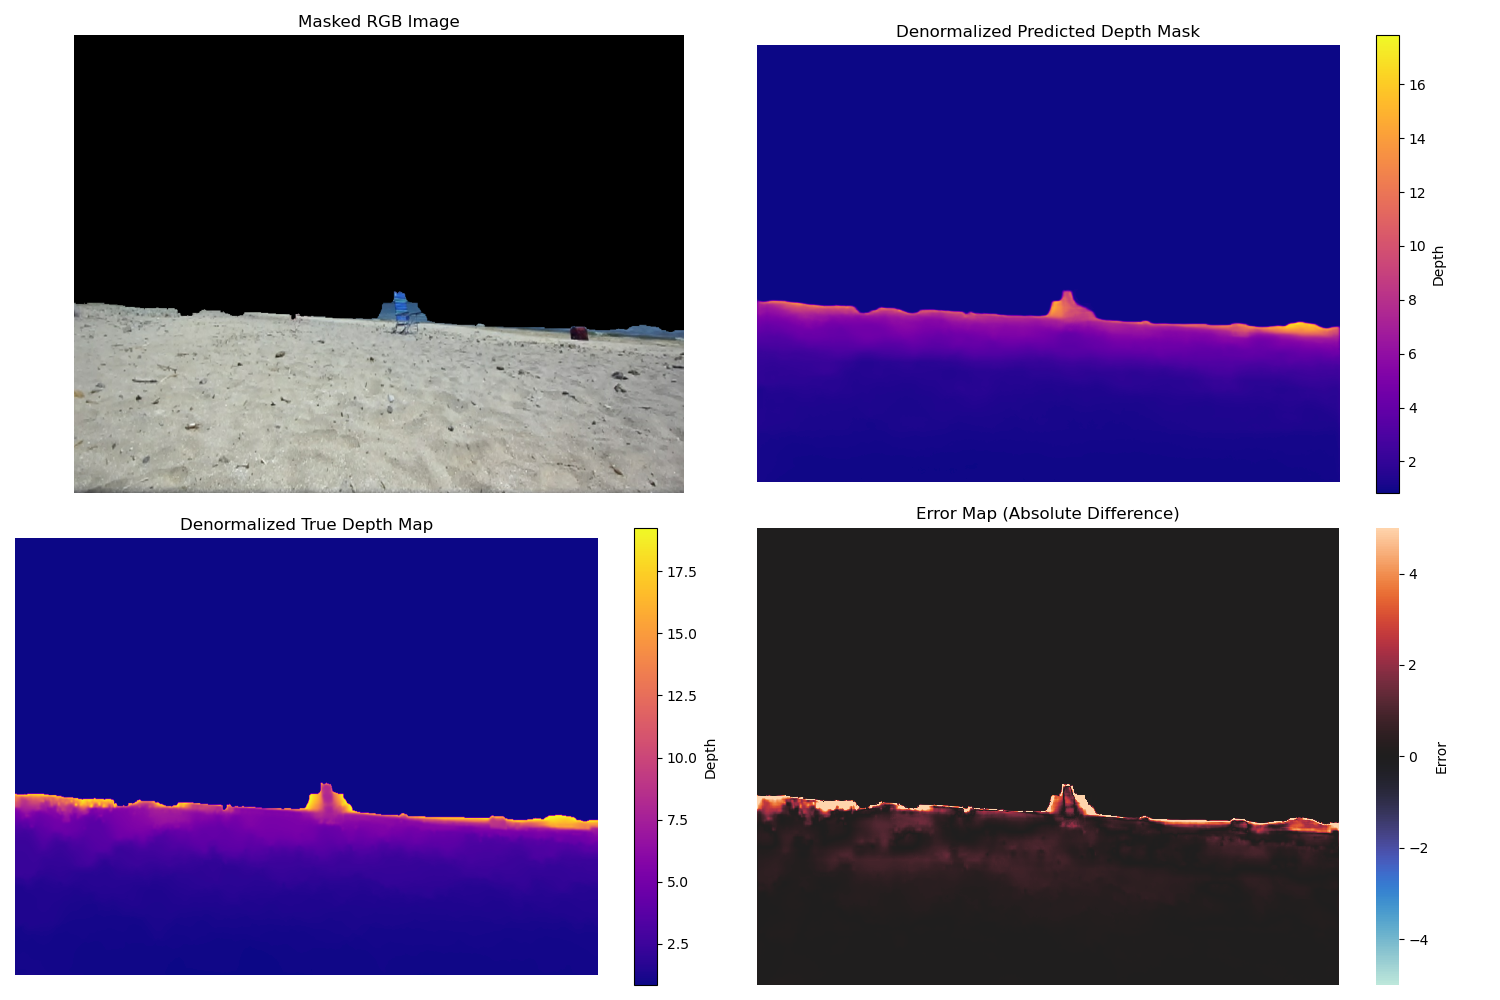 Masked RGB Image
Denormalized Predicted Depth Mask
16
14
12
10
8
6
4
2
Depth
Denormalized True Depth Map
17.5
15.0
12.5
10.0
7.5
5.0
2.5
Depth
Error Map (Absolute Difference)
4
2
0
−2
−4
Error